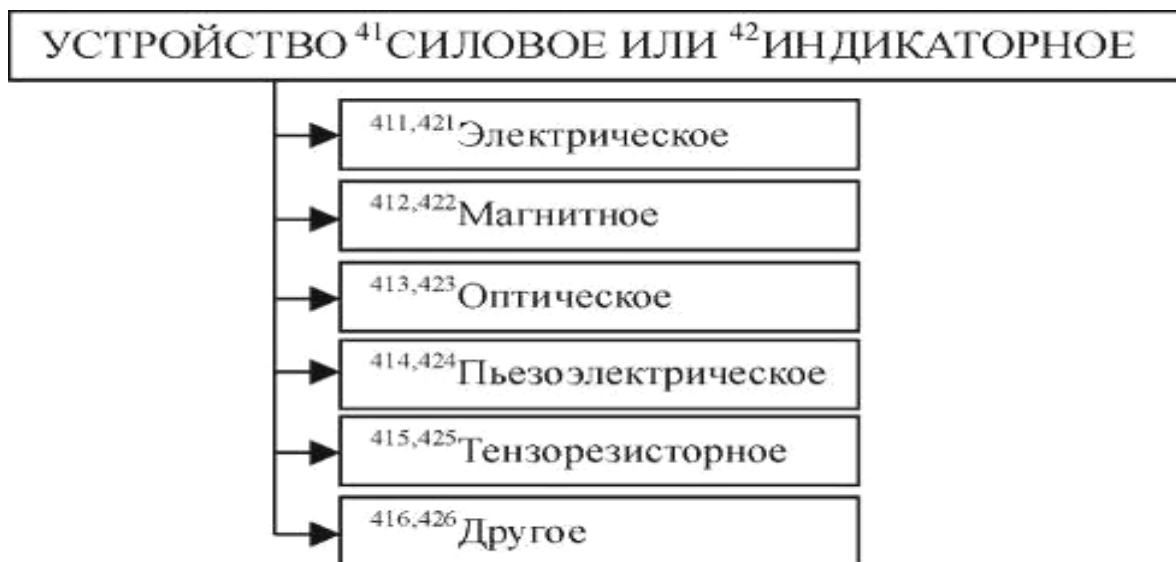 УСТРОЙСТВО ⁴¹СИЛОВОЕ ИЛИ ⁴²ИНДИКАТОРНОЕ
⁴¹¹,⁴²¹Электрическое
⁴¹²,⁴²²Магнитное
⁴¹³,⁴²³Оптическое
⁴¹⁴,⁴²⁴Пьезоэлектрическое
⁴¹⁵,⁴²⁵Тензорезисторное
⁴¹⁶,⁴²⁶Другое